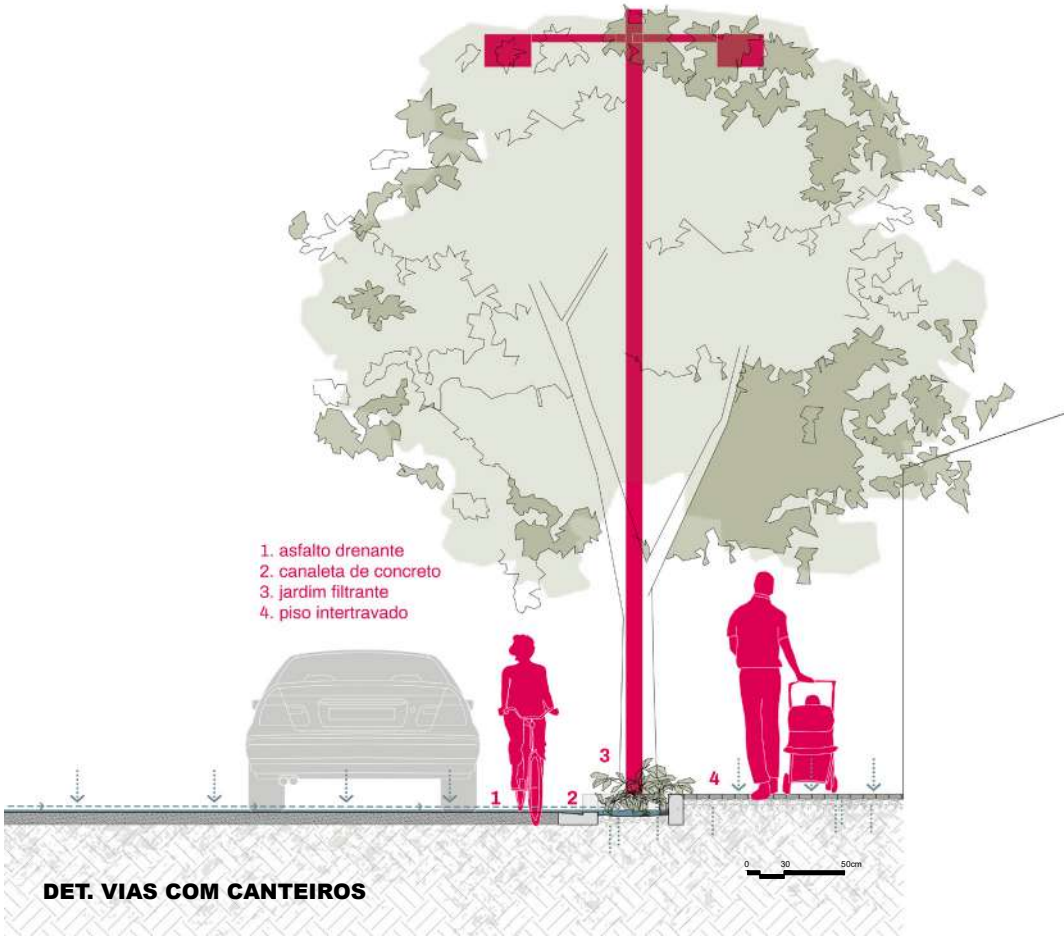 1. asfalto drenante
2. canaleta de concreto
3. jardim filtrante
4. piso intertravado
3
1
2
4
0 30 50cm
DET. VIAS COM CANTEIROS